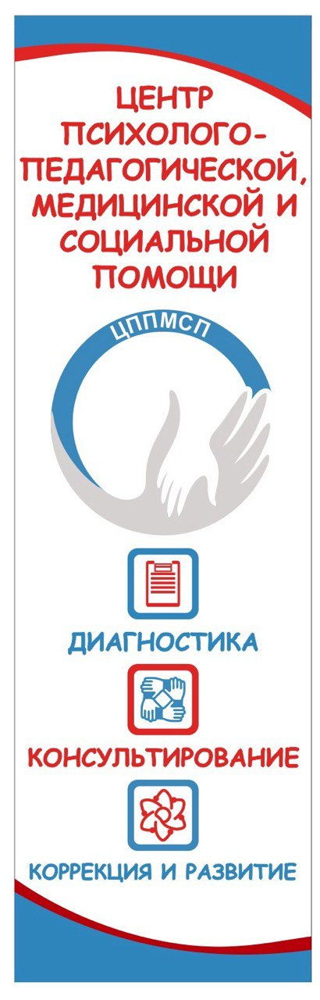 ЦЕНТР
ПСИХОЛОГО-
ПЕДАГОГИЧЕСКОЙ,
МЕДИЦИНСКОЙ И
СОЦИАЛЬНОЙ
ПОМОЩИ
ЦППМСП
ДИАГНОСТИКА
КОНСУЛЬТИРОВАНИЕ
КОРРЕКЦИЯ И РАЗВИТИЕ